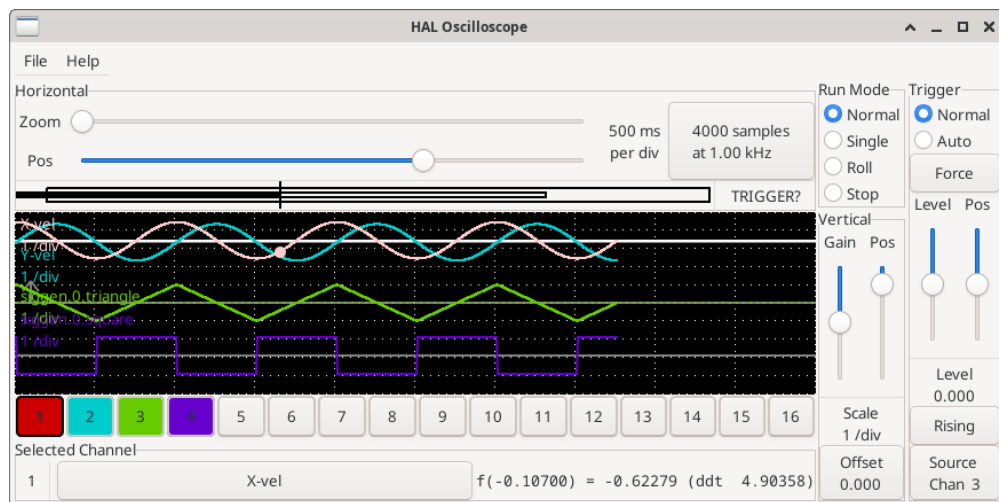 HAL Oscilloscope
File Help
Horizontal
Zoom
Pos
500 ms
per div
4000 samples
at 1.00 kHz
TRIGGER?
Run Mode
Normal
Single
Roll
Stop
Trigger
Normal
Auto
Force
Level Pos
Vertical
Gain Pos
X-vel
1 /div
Y-vel
1 /div
siggen.0.triangle
1 /div
siggen.0.square
1 /div
1 2 3 4 5 6 7 8 9 10 11 12 13 14 15 16
Scale
1 /div
Offset
0.000
Level
0.000
Rising
Source
Chan 3
Selected Channel
1 X-vel f(-0.10700) = -0.62279 (ddt 4.90358)